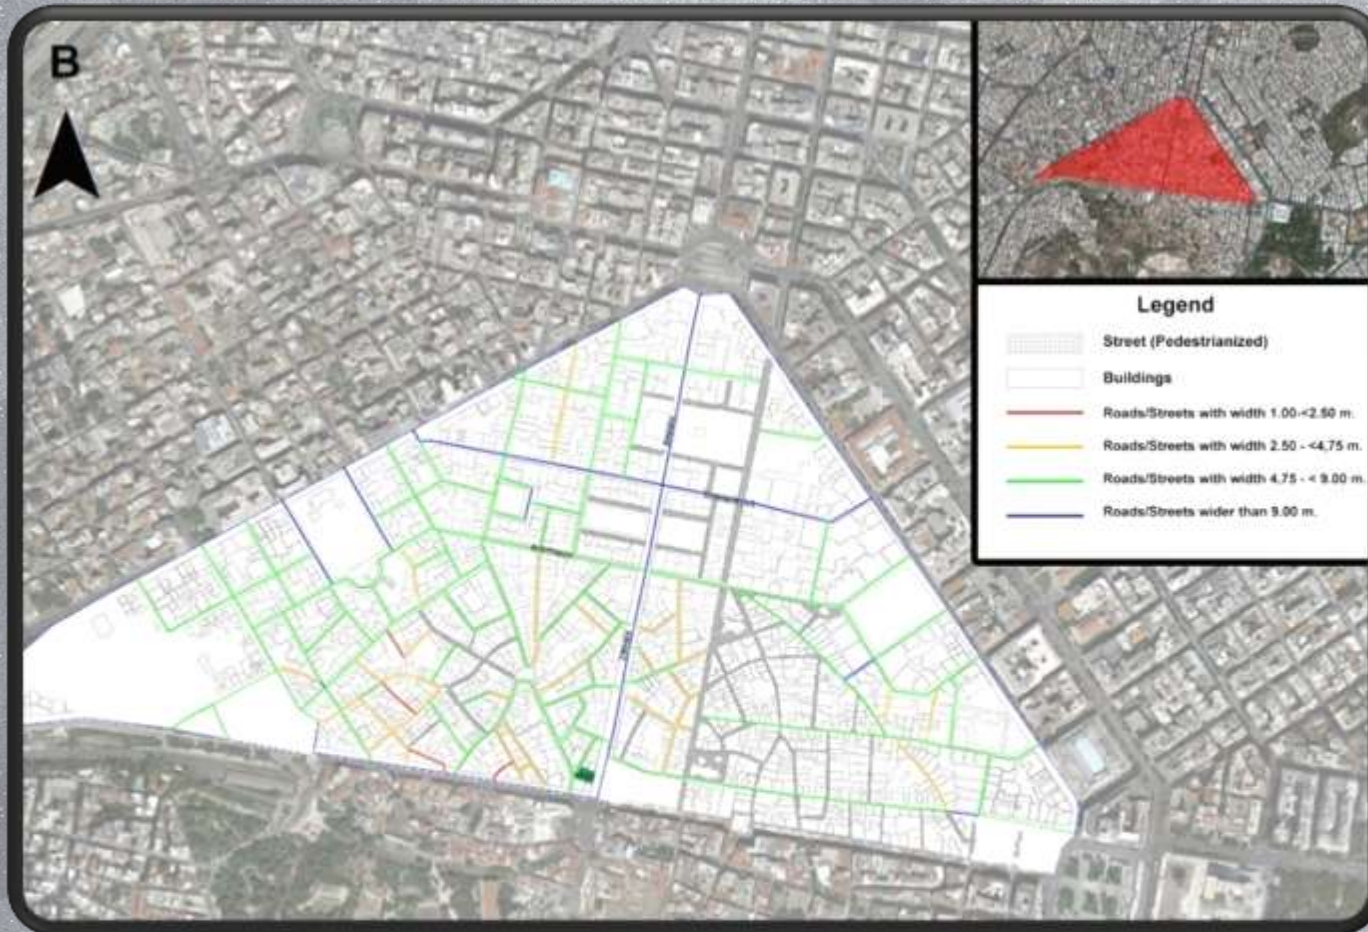 B
Legend
Street (Pedestrianized)
Buildings
Roads/Streets with width 1.00-<2.50 m.
Roads/Streets with width 2.50 - <4,75 m.
Roads/Streets with width 4.75 - < 9.00 m.
Roads/Streets wider than 9.00 m.